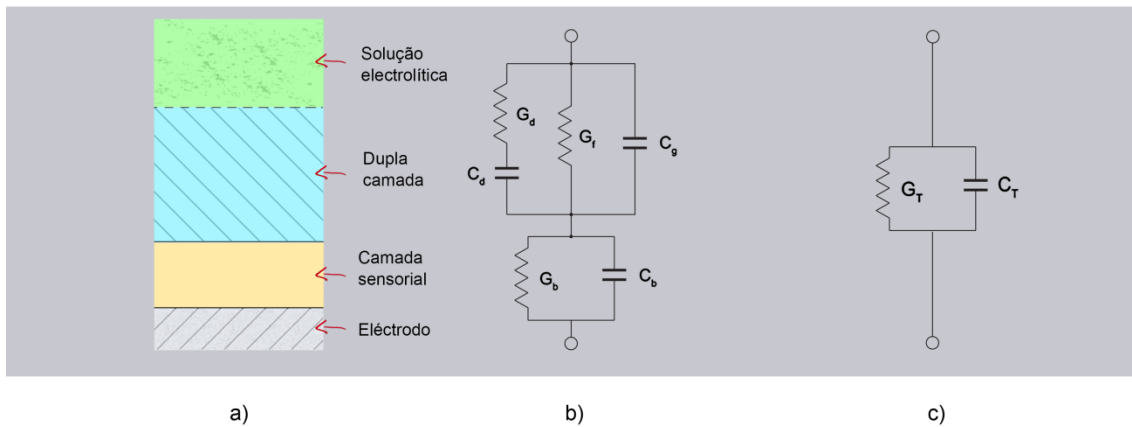 Solução
electrolítica
Dupla
camada
Camada
sensorial
Eléctrodo
G_d
C_d
G_f
C_g
G_b
C_b
G_T
C_T
a)
b)
c)